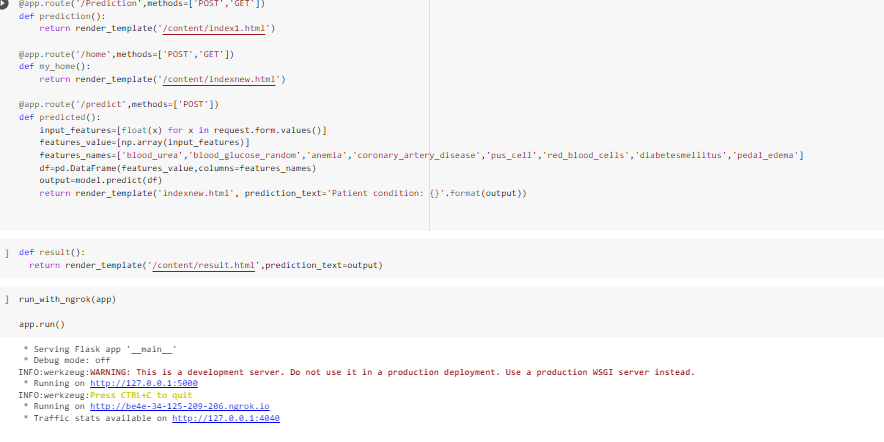 @app.route('/Prediction',methods=['POST','GET'])
def prediction():
    return render_template('/content/index1.html')

@app.route('/home',methods=['POST','GET'])
def my_home():
    return render_template('/content/indexnew.html')

@app.route('/predict',methods=['POST'])
def predicted():
    input_features=[float(x) for x in request.form.values()]
    features_value=[np.array(input_features)]
    features_names=['blood_urea','blood_glucose_random','anemia','coronary_artery_disease','pus_cell','red_blood_cells','diabetesmellitus','pedal_edema']
    df=pd.DataFrame(features_value,columns=features_names)
    output=model.predict(df)
    return render_template('indexnew.html', prediction_text='Patient condition: {}'.format(output))

] def result():
  return render_template('/content/result.html',prediction_text=output)

] run_with_ngrok(app)

app.run()

 * Serving Flask app '__main__'
 * Debug mode: off
INFO:werkzeug:WARNING: This is a development server. Do not use it in a production deployment. Use a production WSGI server instead.
 * Running on http://127.0.0.1:5000
INFO:werkzeug:Press CTRL+C to quit
 * Running on http://be4e-34-125-209-206.ngrok.io
 * Traffic stats available on http://127.0.0.1:4040